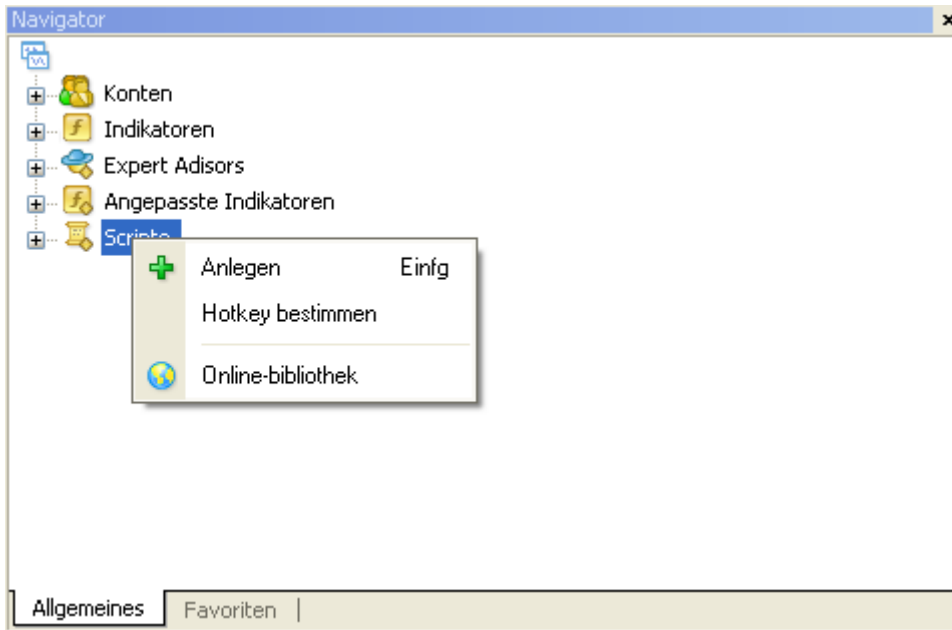 Navigator
Konten
Indikatoren
Expert Adisors
Angepasste Indikatoren
Scripte
Anlegen Einfg
Hotkey bestimmen
Online-bibliothek
Allgemeines Favoriten